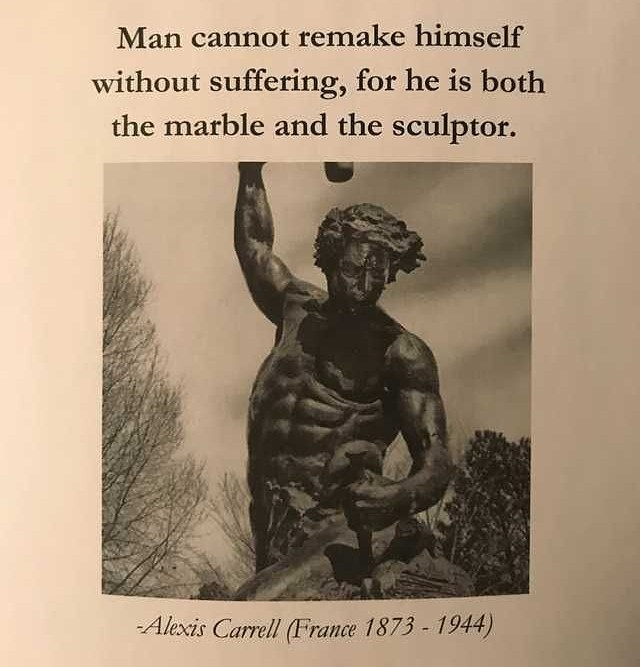 Man cannot remake himself
without suffering, for he is both
the marble and the sculptor.
-Alexis Carrell (France 1873 - 1944)